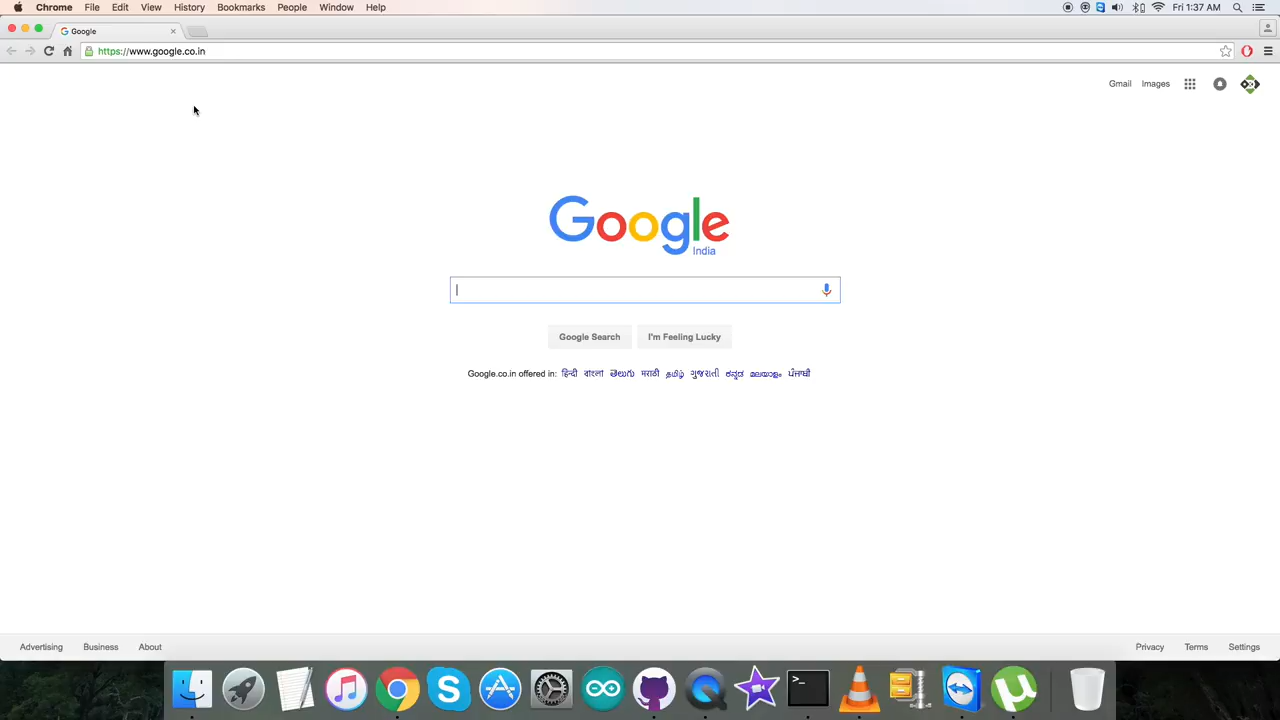 Chrome File Edit View History Bookmarks People Window Help Fri 1:37 AM
Google
https://www.google.co.in
Gmail Images
Google
India
Google Search I'm Feeling Lucky
Google.co.in offered in: हिन्दी বাংলা తెలుగు मराठी தமிழ் ગુજરાતી ಕನ್ನಡ മലയാളം ਪੰਜਾਬੀ
Advertising Business About Privacy Terms Settings